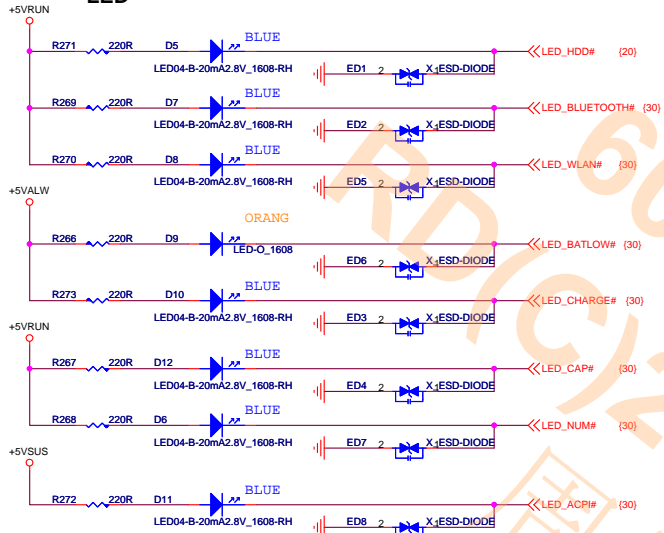 LED
+5VRUN
BLUE
R271 220R D5 LED_HDD# {20}
LED04-B-20mA2.8V_1608-RH ED1 2 X 1 ESD-DIODE
BLUE
R269 220R D7 LED_BLUETOOTH# {30}
LED04-B-20mA2.8V_1608-RH ED2 2 X 1 ESD-DIODE
BLUE
R270 220R D8 LED_WLAN# {30}
LED04-B-20mA2.8V_1608-RH ED5 2 X 1 ESD-DIODE
+5VALW
ORANG
R266 220R D9 LED_BATLOW# {30}
LED-O_1608 ED6 2 X 1 ESD-DIODE
BLUE
R273 220R D10 LED_CHARGE# {30}
LED04-B-20mA2.8V_1608-RH ED3 2 X 1 ESD-DIODE
+5VRUN
BLUE
R267 220R D12 LED_CAP# {30}
LED04-B-20mA2.8V_1608-RH ED4 2 X 1 ESD-DIODE
BLUE
R268 220R D6 LED_NUM# {30}
LED04-B-20mA2.8V_1608-RH ED7 2 X 1 ESD-DIODE
+5VSUS
BLUE
R272 220R D11 LED_ACPI# {30}
LED04-B-20mA2.8V_1608-RH ED8 2 X 1 ESD-DIODE
RD(C)2
60